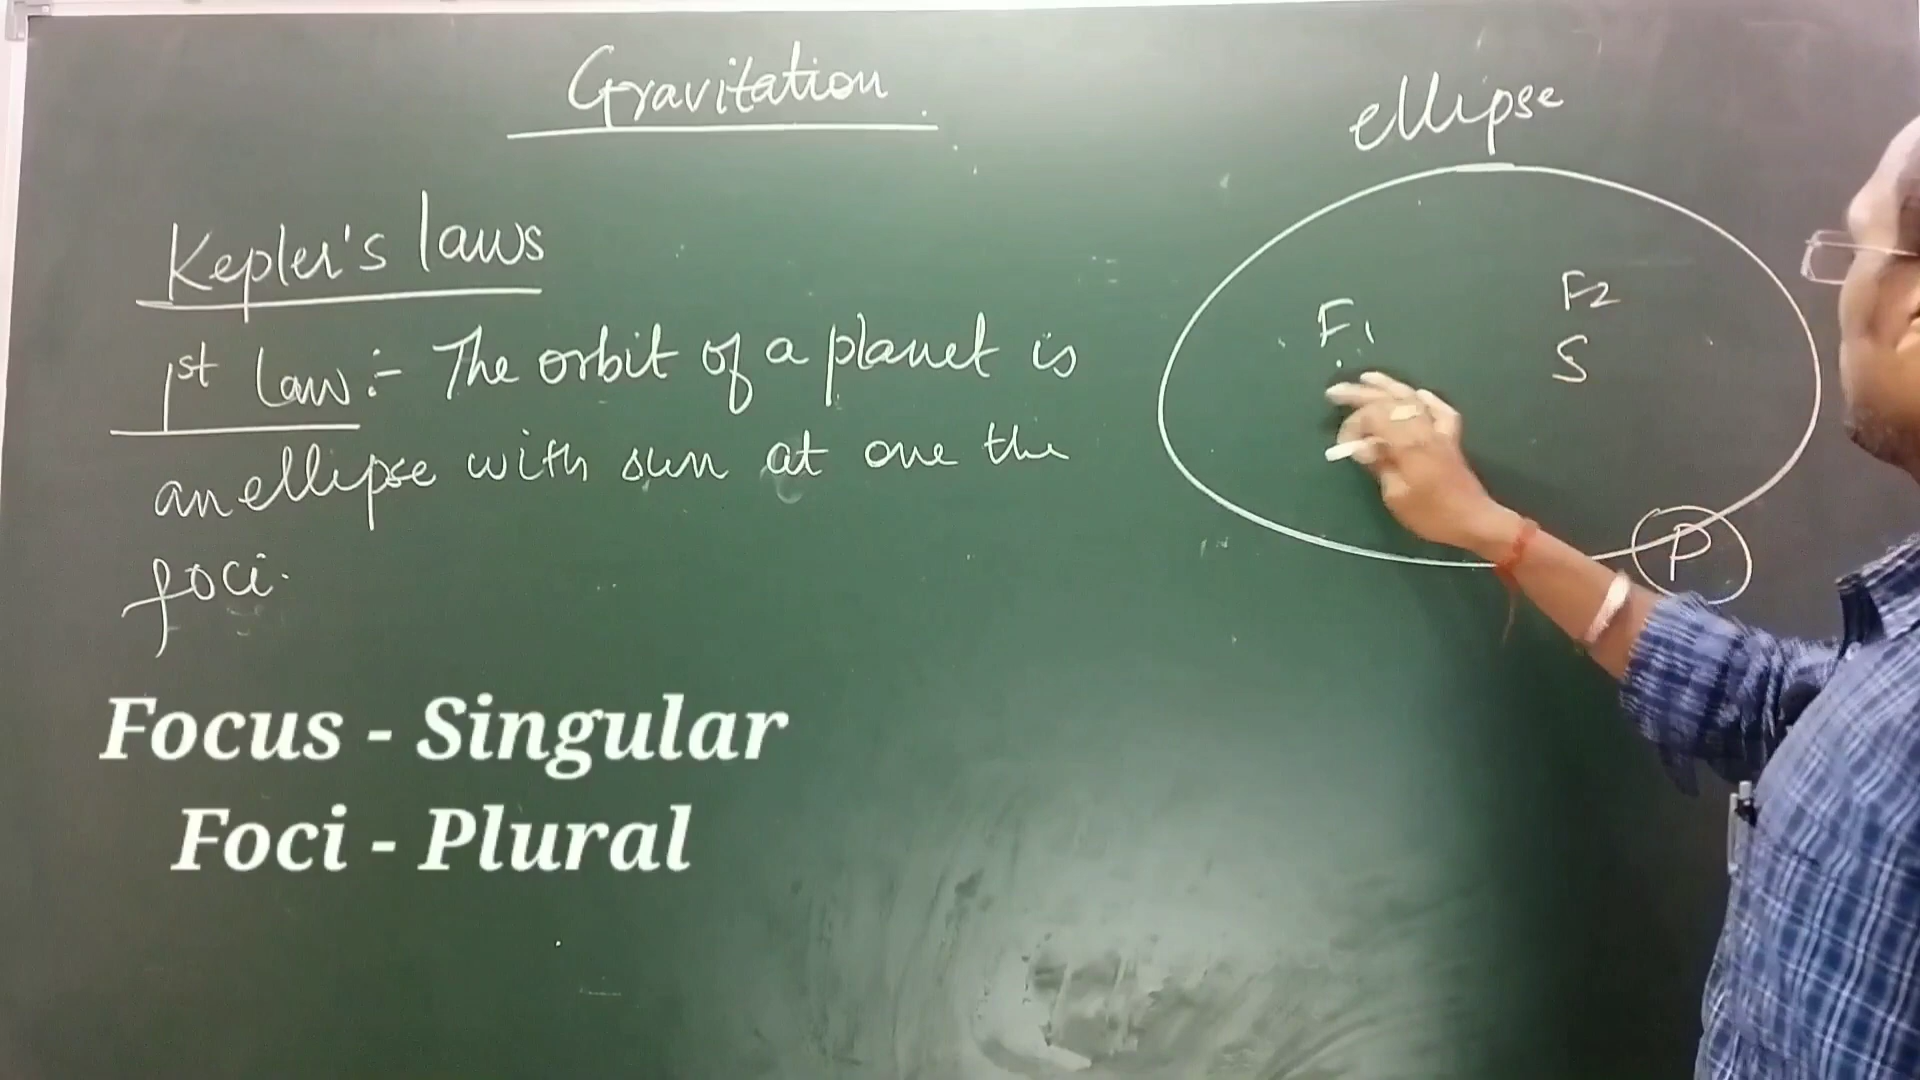 Gravitation.
Kepler's laws
1st law :- The orbit of a planet is
an ellipse with sun at one the
foci.
Focus - Singular
Foci - Plural
ellipse
F1
F2
S
P